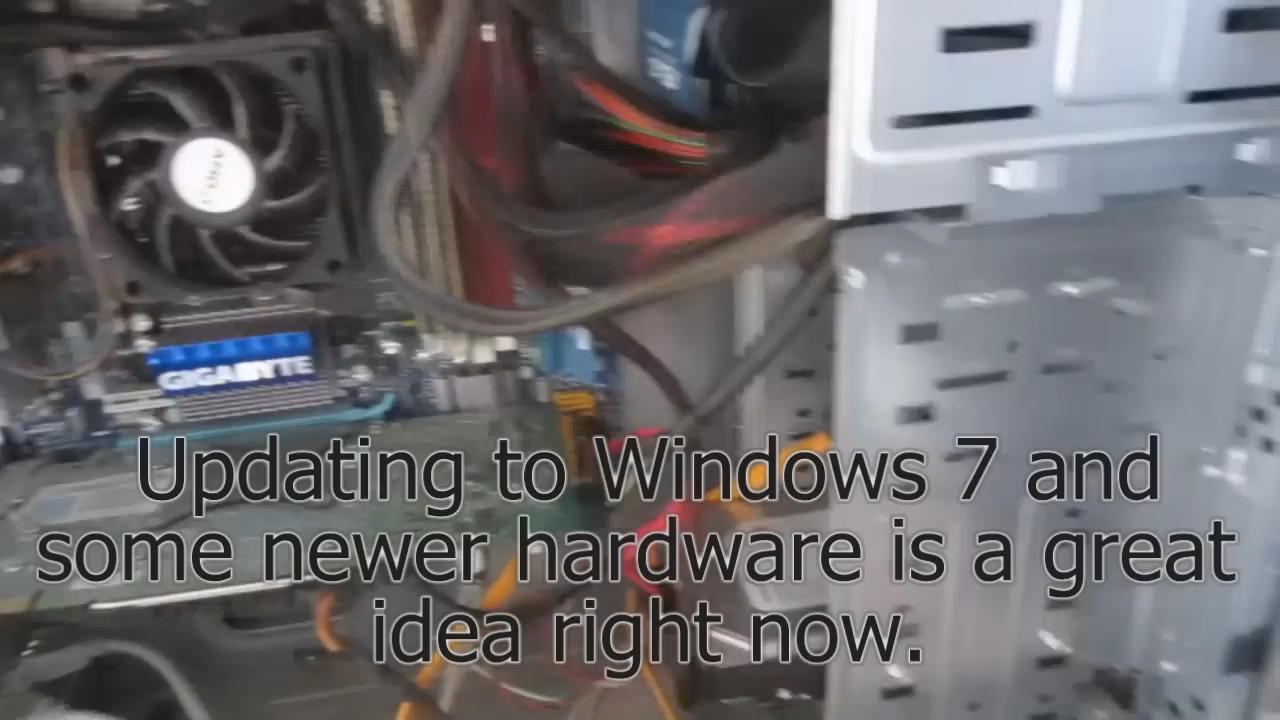 GIGABYTE
Updating to Windows 7 and
some newer hardware is a great
idea right now.